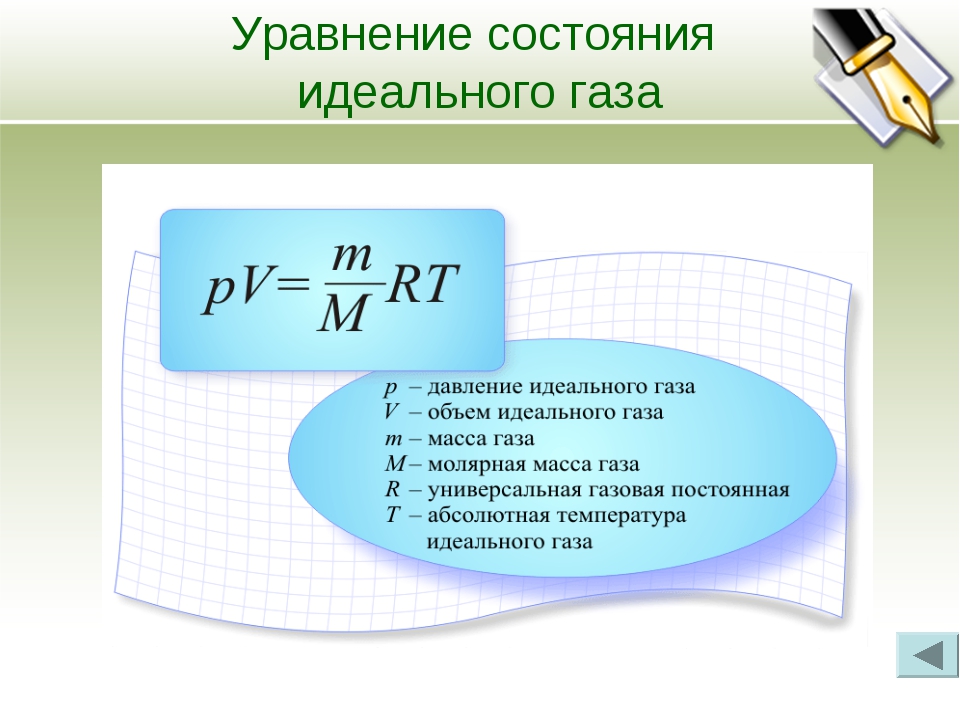 Уравнение состояния
идеального газа
pV = m/M RT
p – давление идеального газа
V – объем идеального газа
m – масса газа
M – молярная масса газа
R – универсальная газовая постоянная
T – абсолютная температура
идеального газа